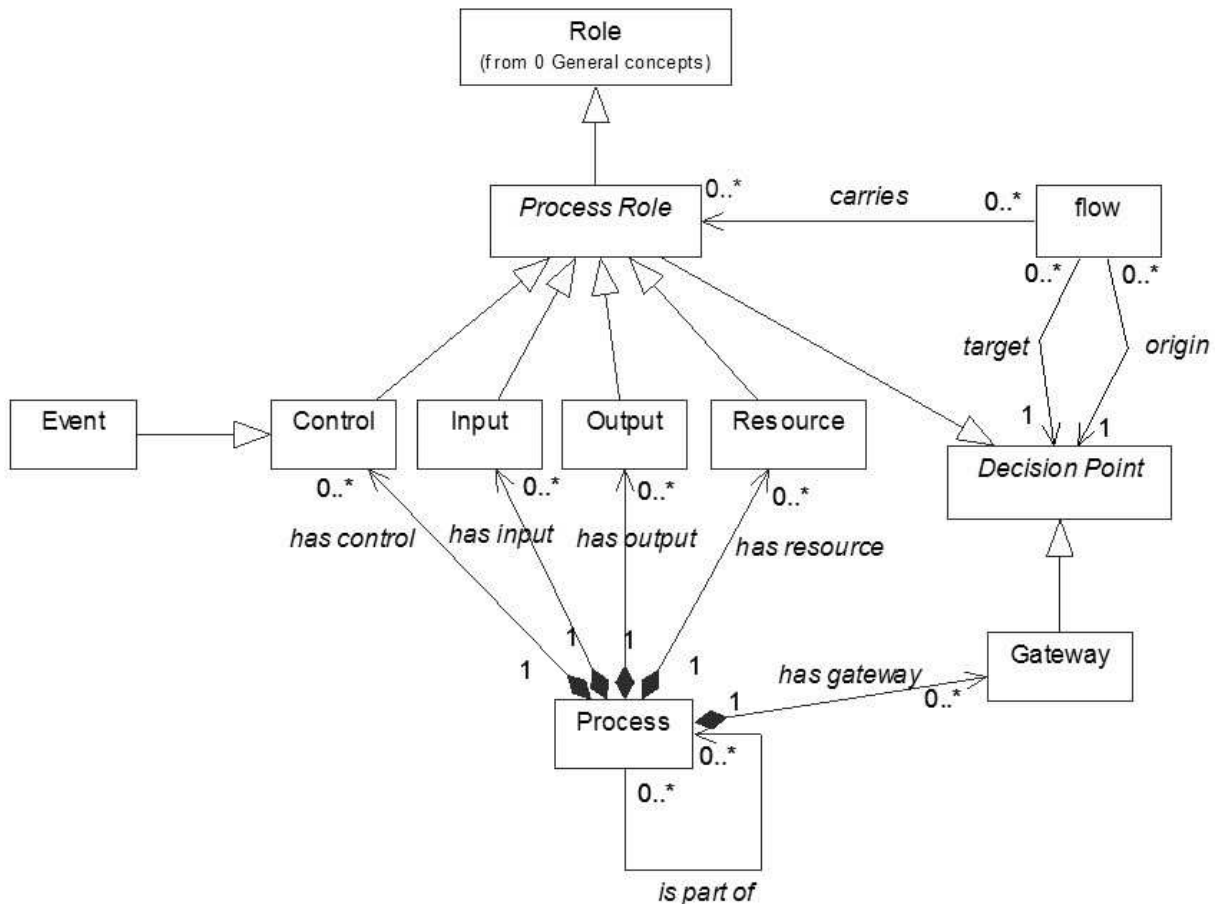 Role
(from 0 General concepts)
Process Role
0..*
carries
0..*
flow
0..*
0..*
target
origin
1
1
Event
Control
Input
Output
Resource
Decision Point
0..*
0..*
0..*
0..*
has control
has input
has output
has resource
1
1
1
1
Gateway
has gateway
1
0..*
Process
0..*
0..*
is part of